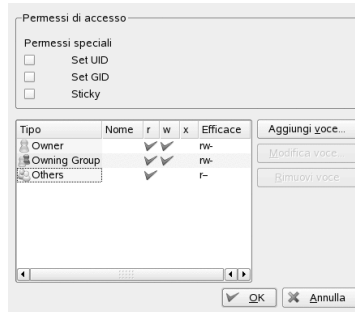 Permessi di accesso
Permessi speciali
Set UID
Set GID
Sticky
Tipo Nome r w x Efficace
Owner rw-
Owning Group rw-
Others r--
Aggiungi voce...
Modifica voce...
Rimuovi voce
OK Annulla